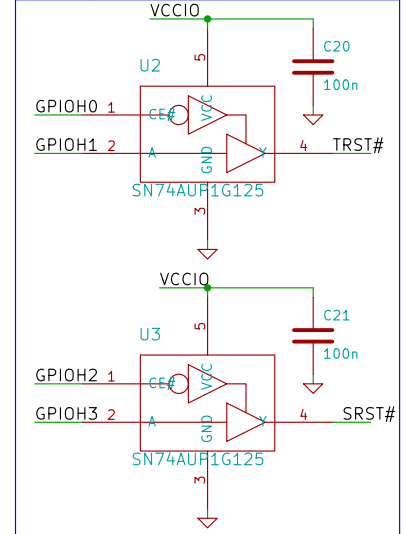 VCCIO
C20
100n
U2
5
GPIOH0 1 CE# VCC
GPIOH1 2 A GND Y 4 TRST#
SN74AUP1G125
3
VCCIO
C21
100n
U3
5
GPIOH2 1 CE# VCC
GPIOH3 2 A GND Y 4 SRST#
SN74AUP1G125
3